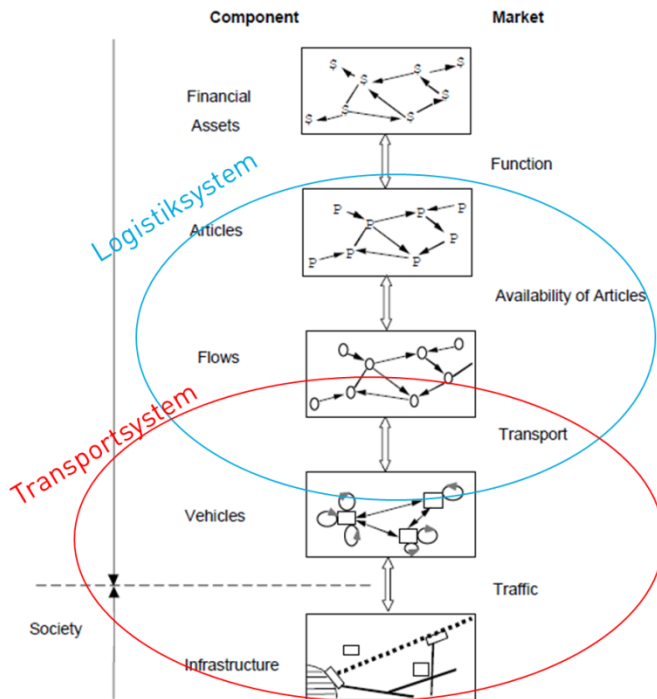 Component
Market
$ $ $ $ $ $ $ $
Financial
Assets
Function
Logistiksystem
P P P P P P P P
Articles
Availability of Articles
Flows
Transportsystem
Transport
Vehicles
Traffic
Society
Infrastructure